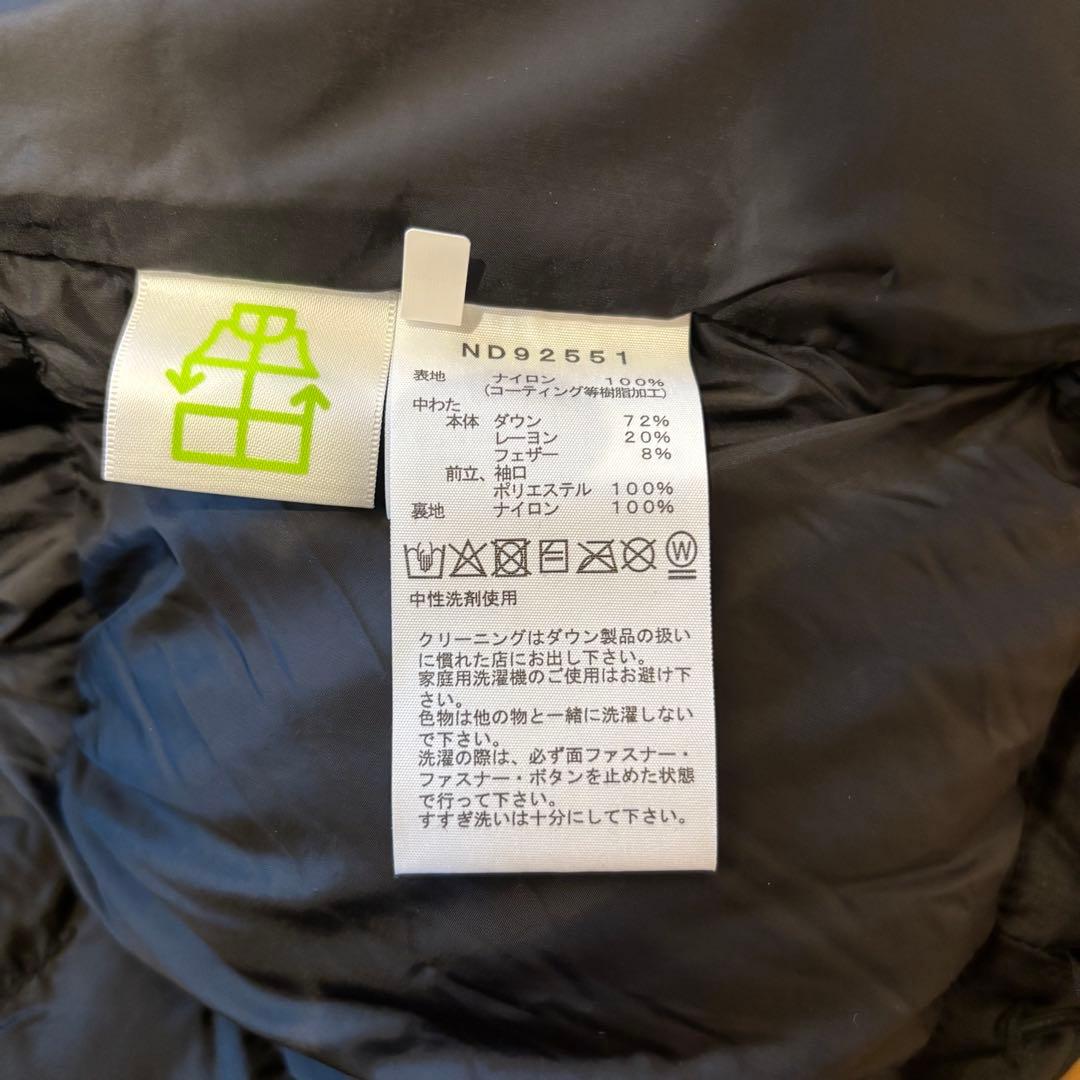 ND92551
表地 ナイロン 100%
(コーティング等樹脂加工)
中わた
本体 ダウン 72%
レーヨン 20%
フェザー 8%
前立、袖口
ポリエステル 100%
裏地 ナイロン 100%
W
中性洗剤使用
クリーニングはダウン製品の扱い
に慣れた店にお出し下さい。
家庭用洗濯機のご使用はお避け下
さい。
色物は他の物と一緒に洗濯しない
で下さい。
洗濯の際は、必ず面ファスナー・
ファスナー・ボタンを止めた状態
で行って下さい。
すすぎ洗いは十分にして下さい。